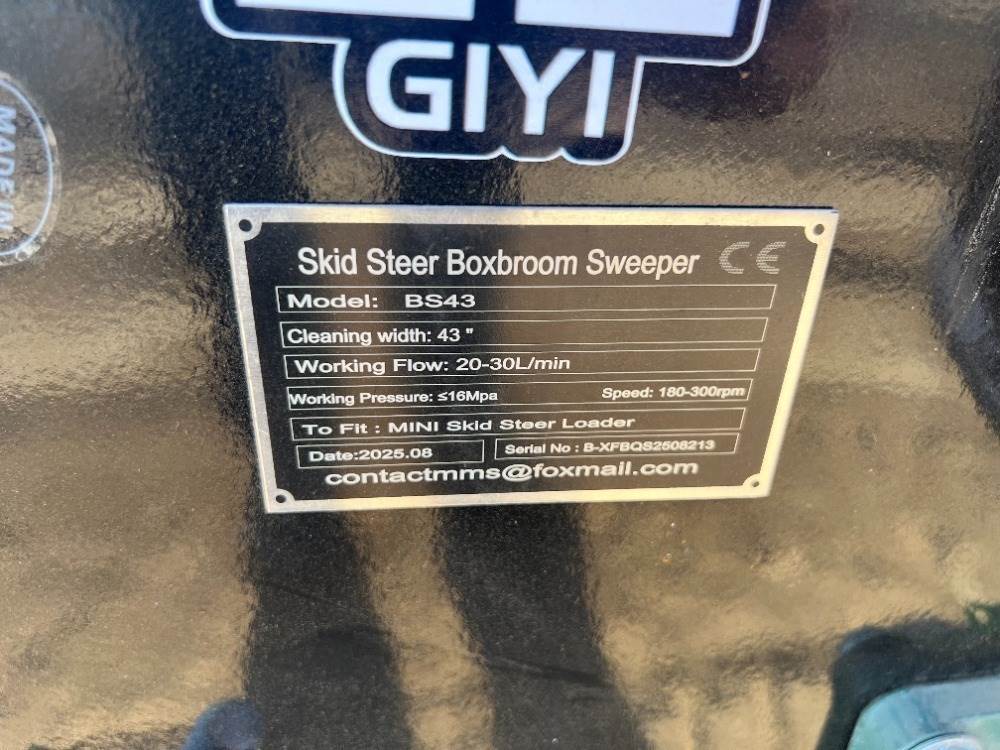 GIYI
MADE IN
Skid Steer Boxbroom Sweeper CE
Model: BS43
Cleaning width: 43 "
Working Flow: 20-30L/min
Working Pressure: ≤16Mpa Speed: 180-300rpm
To Fit : MINI Skid Steer Loader
Date:2025.08 Serial No : B-XFBQS2508213
contactmms@foxmail.com